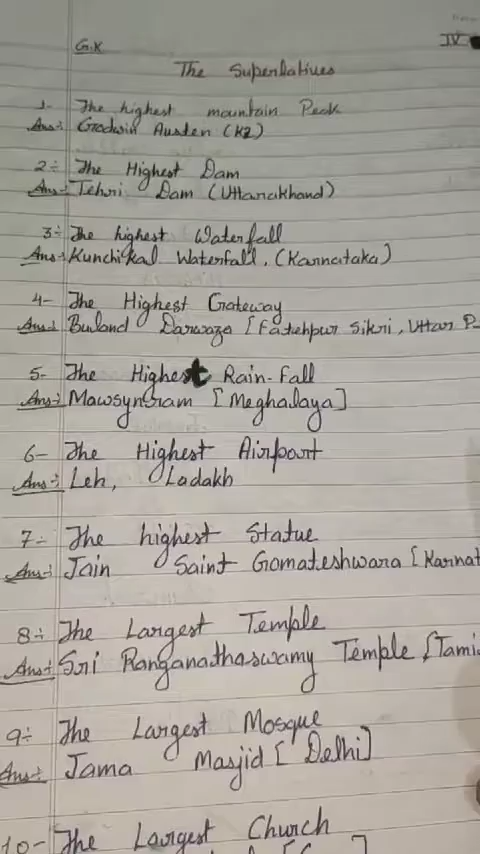 G.K
IV
The Superlatives
1- The highest mountain Peak
Ans:- Godwin Austen (K2)
2÷ The Highest Dam
Ans:- Tehri Dam (Uttarakhand)
3÷ The highest Waterfall
Ans:- Kunchikal Waterfall, (Karnataka)
4- The Highest Gateway
Ans:- Buland Darwaza [Fatehpur Sikri, Uttar P
5- The Highest Rain-Fall
Ans:- Mawsynram [Meghalaya]
6- The Highest Airport
Ans:- Leh, Ladakh
7÷ The highest Statue
Ans:- Jain Saint Gomateshwara [Karnat
8÷ The Largest Temple
Ans:- Sri Ranganathaswamy Temple [Tami
9÷ The Largest Mosque
Ans:- Jama Masjid [Delhi]
10- The Largest Church